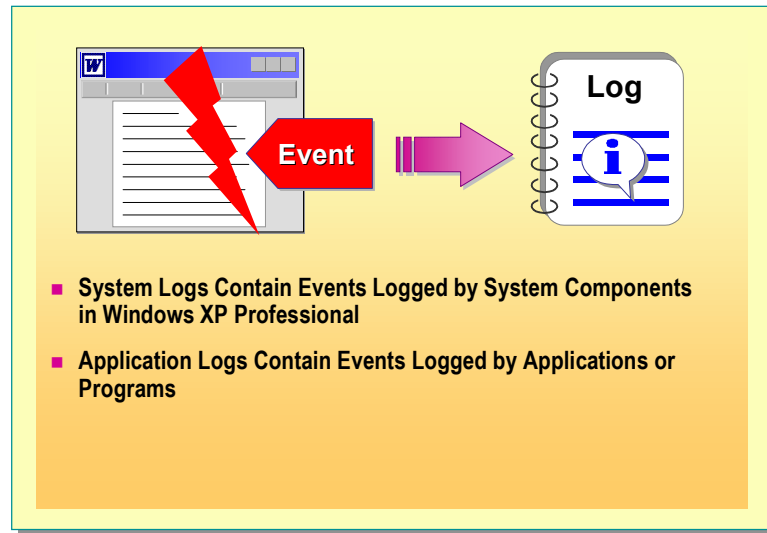 W
Log
Event
i
System Logs Contain Events Logged by System Components
in Windows XP Professional
Application Logs Contain Events Logged by Applications or
Programs